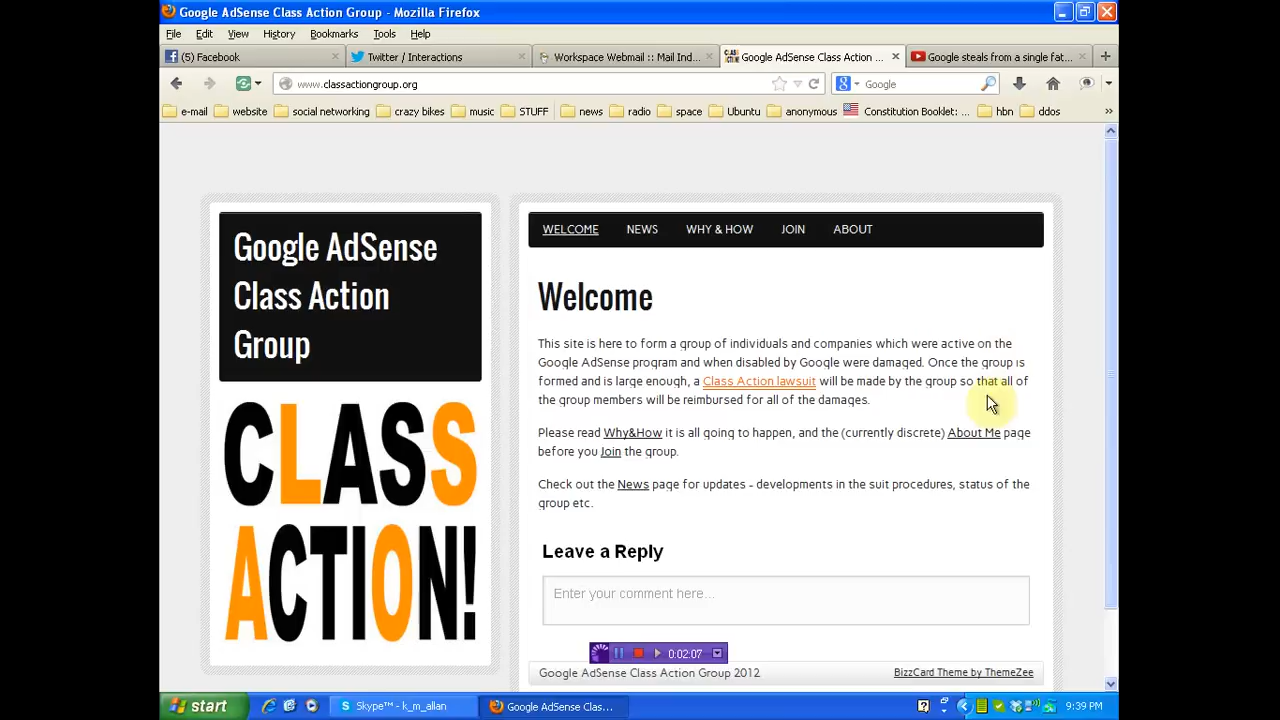 Google AdSense Class Action Group - Mozilla Firefox
File Edit View History Bookmarks Tools Help
Facebook
Twitter / Interactions
Workspace Webmail :: Mail Ind...
Google AdSense Class Action ...
Google steals from a single fat...
www.classactiongroup.org
Google
e-mail website social networking crazy bikes music STUFF news radio space Ubuntu anonymous Constitution Booklet: ... hbn ddos
Google AdSense
Class Action
Group
CLASS
ACTION!
WELCOME NEWS WHY & HOW JOIN ABOUT
Welcome
This site is here to form a group of individuals and companies which were active on the
Google AdSense program and when disabled by Google were damaged. Once the group is
formed and is large enough, a Class Action lawsuit will be made by the group so that all of
the group members will be reimbursed for all of the damages.
Please read Why&How it is all going to happen, and the (currently discrete) About Me page
before you Join the group.
Check out the News page for updates - developments in the suit procedures, status of the
group etc.
Leave a Reply
Enter your comment here...
0:02:07
Google AdSense Class Action Group 2012
BizzCard Theme by ThemeZee
start
Skype™ - k_m_allan
Google AdSense Clas...
9:39 PM